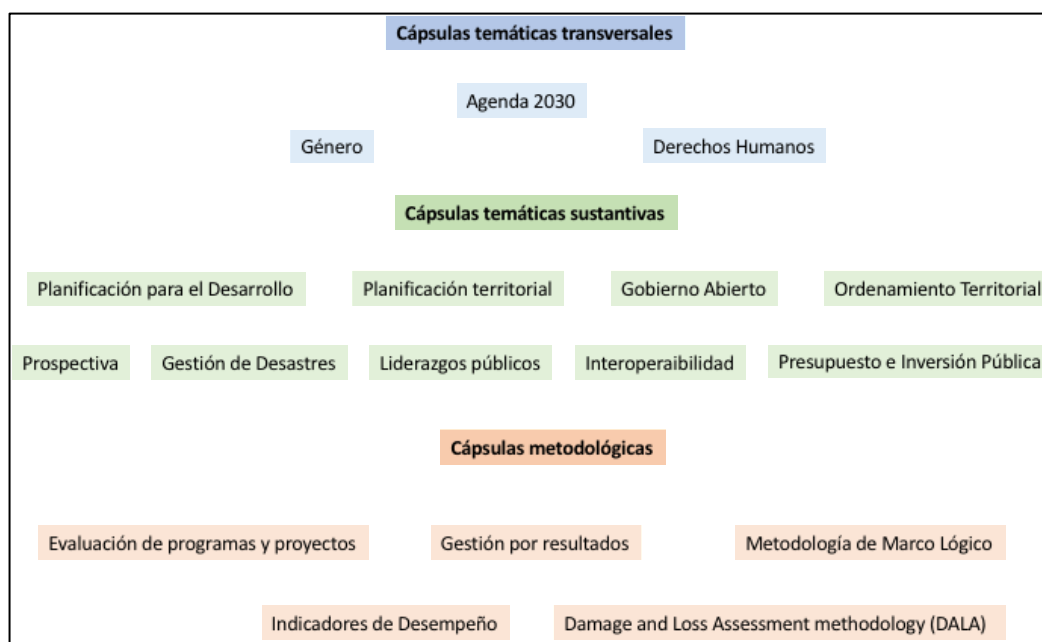 Cápsulas temáticas transversales
Agenda 2030
Género
Derechos Humanos
Cápsulas temáticas sustantivas
Planificación para el Desarrollo
Planificación territorial
Gobierno Abierto
Ordenamiento Territorial
Prospectiva
Gestión de Desastres
Liderazgos públicos
Interoperaibilidad
Presupuesto e Inversión Pública
Cápsulas metodológicas
Evaluación de programas y proyectos
Gestión por resultados
Metodología de Marco Lógico
Indicadores de Desempeño
Damage and Loss Assessment methodology (DALA)